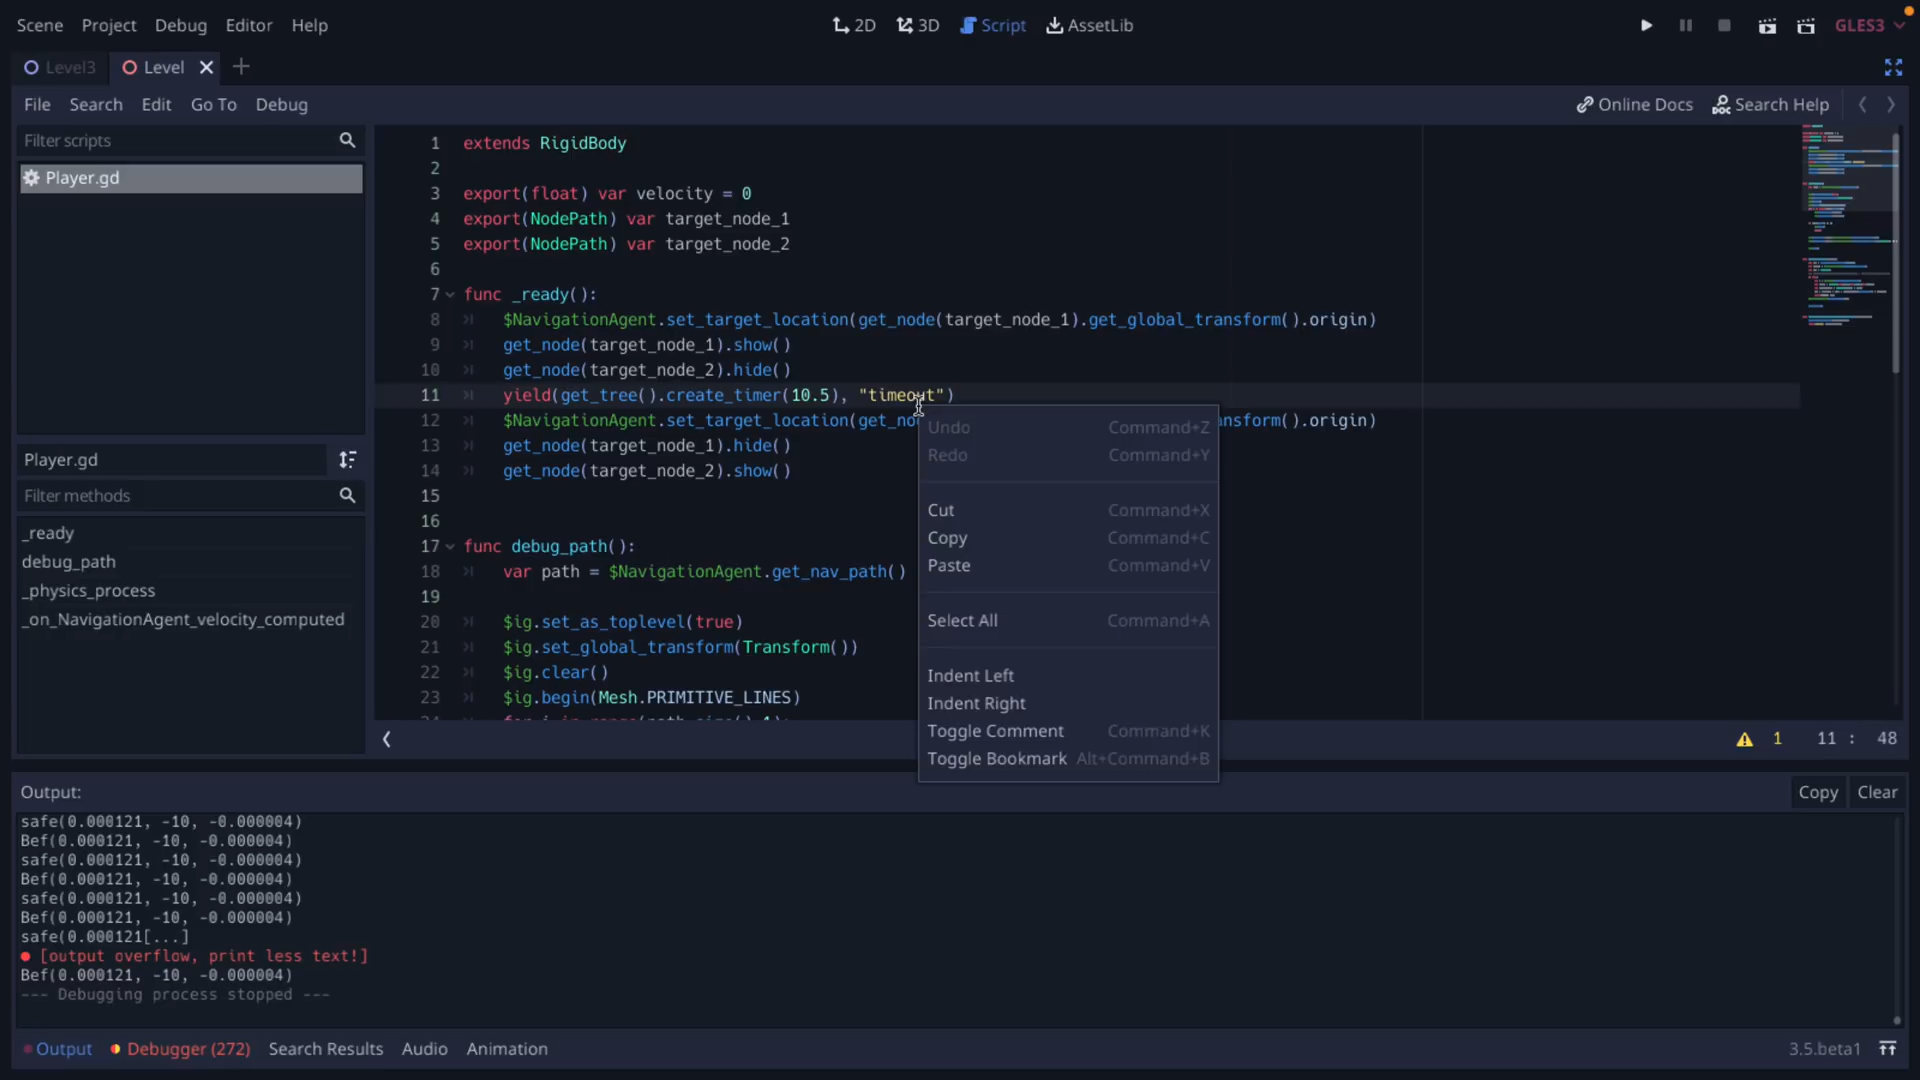 Scene Project Debug Editor Help
2D 3D Script AssetLib
GLES3
Level3 Level
File Search Edit Go To Debug
Online Docs Search Help
Filter scripts
Player.gd
Player.gd
Filter methods
_ready
debug_path
_physics_process
_on_NavigationAgent_velocity_computed
1 extends RigidBody
2
3 export(float) var velocity = 0
4 export(NodePath) var target_node_1
5 export(NodePath) var target_node_2
6
7 func _ready():
8 $NavigationAgent.set_target_location(get_node(target_node_1).get_global_transform().origin)
9 get_node(target_node_1).show()
10 get_node(target_node_2).hide()
11 yield(get_tree().create_timer(10.5), "timeout")
12 $NavigationAgent.set_target_location(get_no nsform().origin)
13 get_node(target_node_1).hide()
14 get_node(target_node_2).show()
15
16
17 func debug_path():
18 var path = $NavigationAgent.get_nav_path()
19
20 $ig.set_as_toplevel(true)
21 $ig.set_global_transform(Transform())
22 $ig.clear()
23 $ig.begin(Mesh.PRIMITIVE_LINES)
Undo Command+Z
Redo Command+Y
Cut Command+X
Copy Command+C
Paste Command+V
Select All Command+A
Indent Left
Indent Right
Toggle Comment Command+K
Toggle Bookmark Alt+Command+B
1 11 : 48
Output:
Copy Clear
safe(0.000121, -10, -0.000004)
Bef(0.000121, -10, -0.000004)
safe(0.000121, -10, -0.000004)
Bef(0.000121, -10, -0.000004)
safe(0.000121, -10, -0.000004)
Bef(0.000121, -10, -0.000004)
safe(0.000121[...]
[output overflow, print less text!]
Bef(0.000121, -10, -0.000004)
--- Debugging process stopped ---
Output Debugger (272) Search Results Audio Animation
3.5.beta1